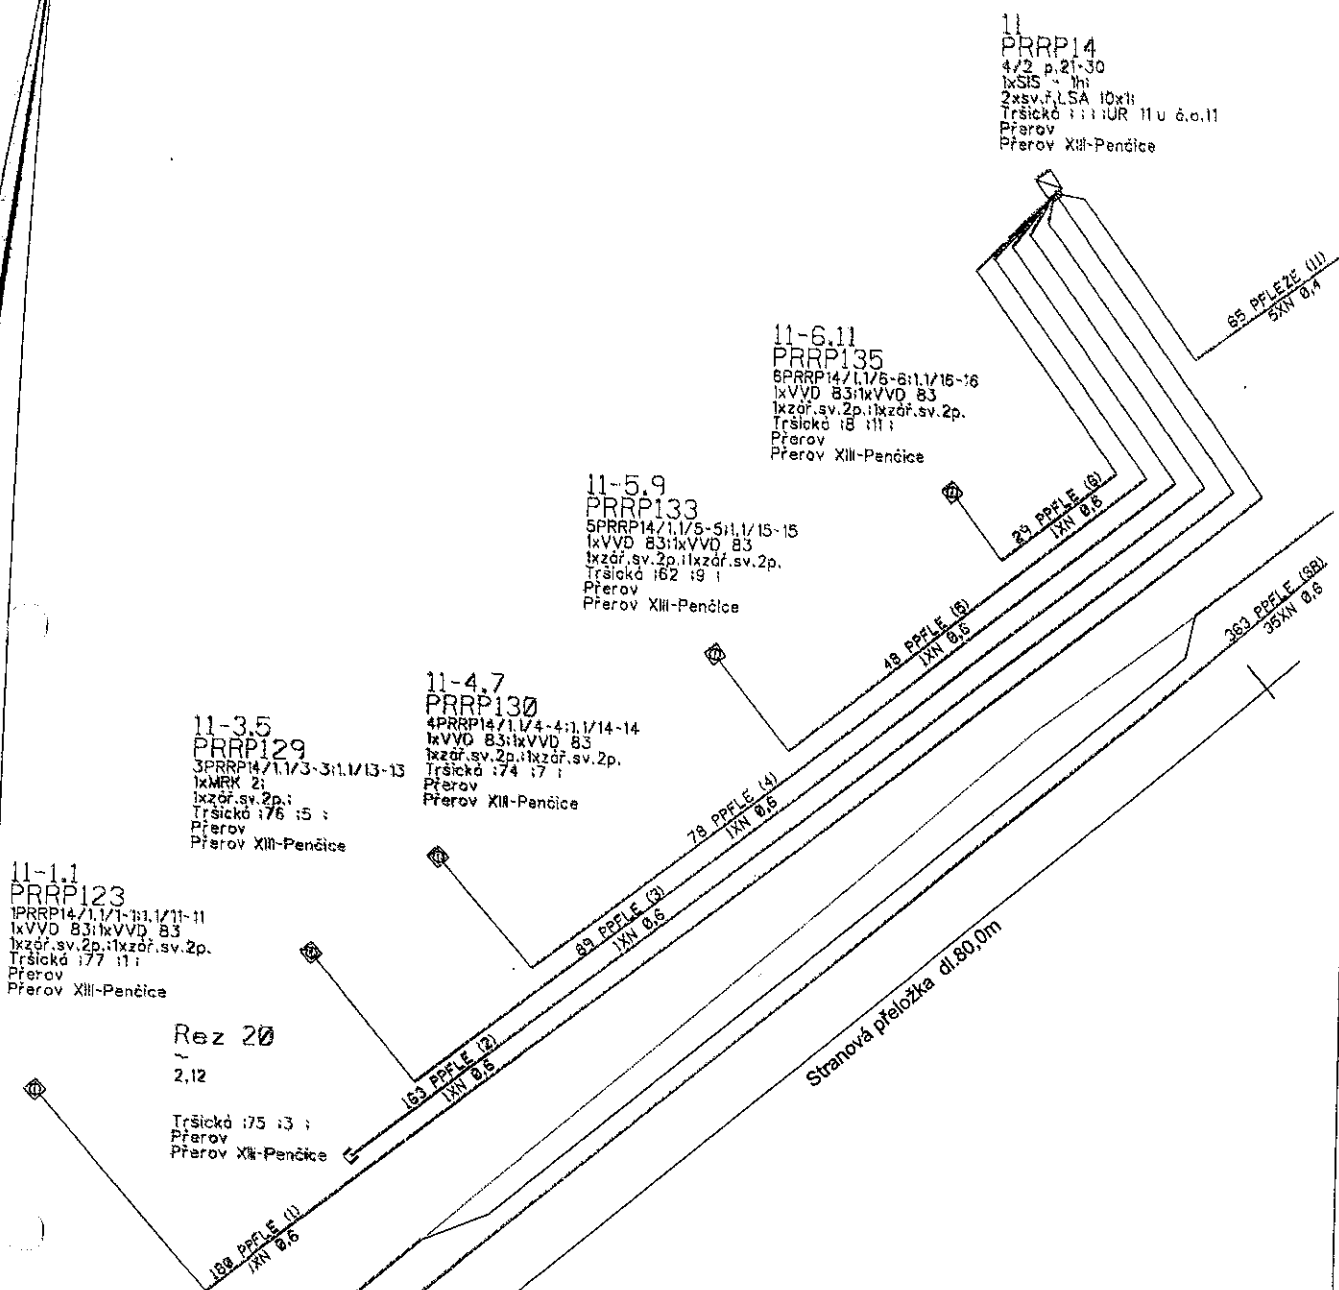 11
PRRP14
4/2 p.21-30
1xSIS - 1h;
2xsv.ř.LSA 10x1;
Tršická ; ; ; ;UR 11 u č.o.11
Přerov
Přerov XIII-Penčice
65 PFLEZE (11)
5XN 0,4
11-6.11
PRRP135
6PRRP14/1.1/6-6;1.1/16-16
1xVVD 83;1xVVD 83
1xzář.sv.2p.;1xzář.sv.2p.
Tršická ;8 ;11 ;
Přerov
Přerov XIII-Penčice
29 PPFLE (6)
1XN 0,6
11-5.9
PRRP133
5PRRP14/1.1/5-5;1.1/15-15
1xVVD 83;1xVVD 83
1xzář.sv.2p.;1xzář.sv.2p.
Tršická ;62 ;9 ;
Přerov
Přerov XIII-Penčice
48 PPFLE (5)
1XN 0,6
363 PPFLE (SB)
35XN 0,6
11-4.7
PRRP130
4PRRP14/1.1/4-4;1.1/14-14
1xVVD 83;1xVVD 83
1xzář.sv.2p.;1xzář.sv.2p.
Tršická ;74 ;7 ;
Přerov
Přerov XIII-Penčice
78 PPFLE (4)
1XN 0,6
11-3.5
PRRP129
3PRRP14/1.1/3-3;1.1/13-13
1xMRK 2;
1xzář.sv.2p.;
Tršická ;76 ;5 ;
Přerov
Přerov XIII-Penčice
89 PPFLE (3)
1XN 0,6
11-1.1
PRRP123
1PRRP14/1.1/1-1;1.1/11-11
1xVVD 83;1xVVD 83
1xzář.sv.2p.;1xzář.sv.2p.
Tršická ;77 ;1 ;
Přerov
Přerov XIII-Penčice
Stranová přeložka dl.80,0m
Rez 20
~
2,12
Tršická ;75 ;3 ;
Přerov
Přerov XIII-Penčice
163 PPFLE (2)
1XN 0,6
180 PPFLE (1)
1XN 0,6